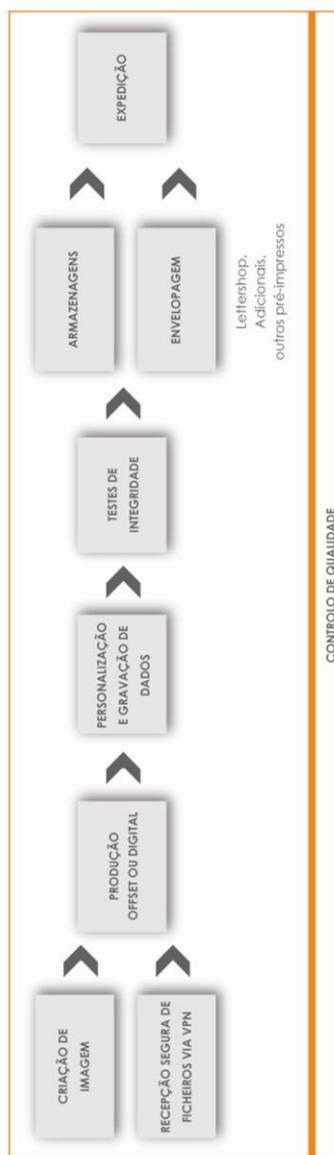 CRIAÇÃO DE
IMAGEM
RECEPÇÃO SEGURA DE
FICHEIROS VIA VPN
PRODUÇÃO
OFFSET OU DIGITAL
PERSONALIZAÇÃO
E GRAVAÇÃO DE
DADOS
TESTES DE
INTEGRIDADE
ARMAZENAGENS
ENVELOPAGEM
Lettershop,
Adicionais,
outros pré-impressos
EXPEDIÇÃO
CONTROLO DE QUALIDADE